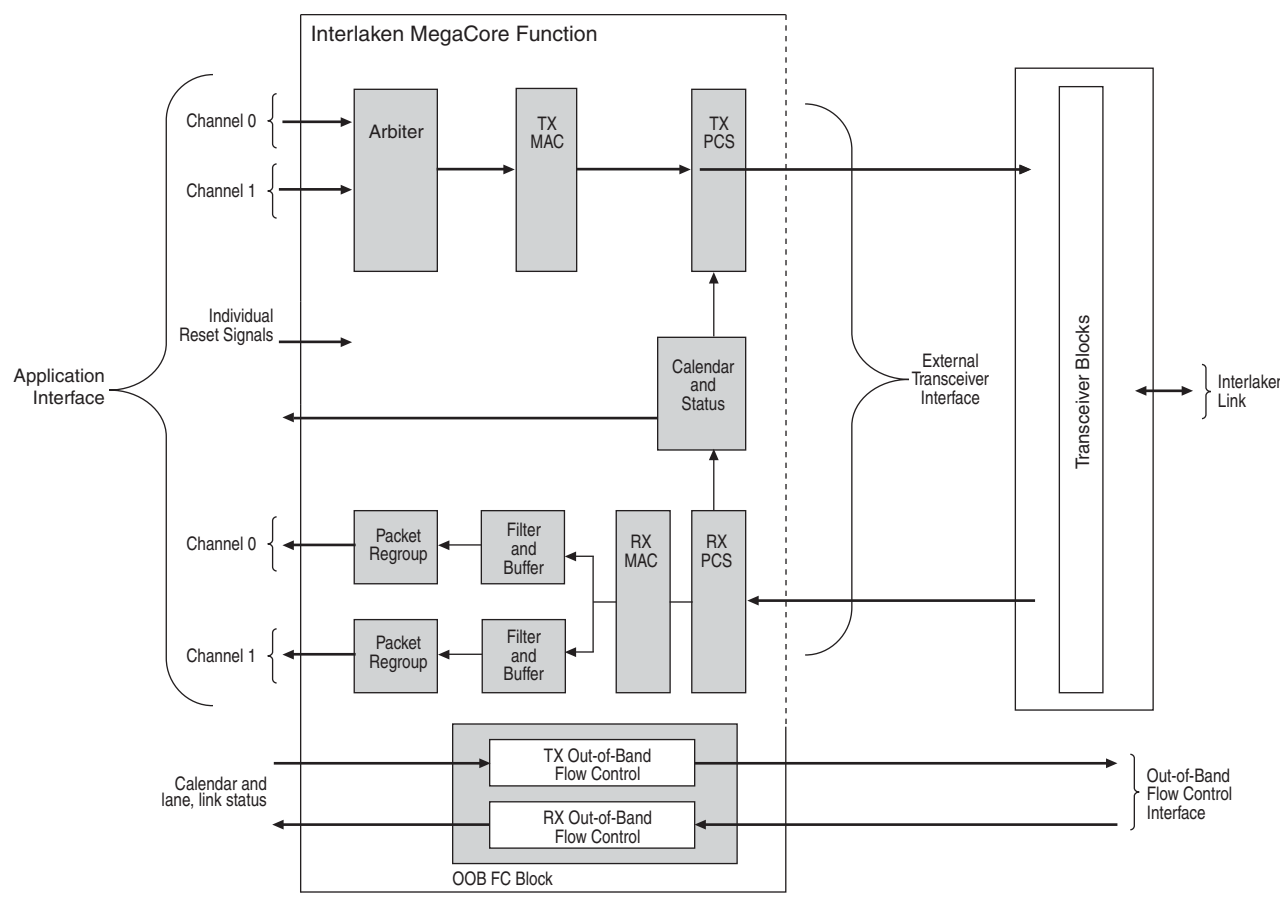 Interlaken MegaCore Function
Channel 0
Channel 1
Arbiter
TX
MAC
TX
PCS
Individual
Reset Signals
Application
Interface
Calendar
and
Status
External
Transceiver
Interface
Transceiver Blocks
Interlaken
Link
Channel 0
Packet
Regroup
Filter
and
Buffer
RX
MAC
RX
PCS
Channel 1
Packet
Regroup
Filter
and
Buffer
Calendar and
lane, link status
TX Out-of-Band
Flow Control
RX Out-of-Band
Flow Control
OOB FC Block
Out-of-Band
Flow Control
Interface